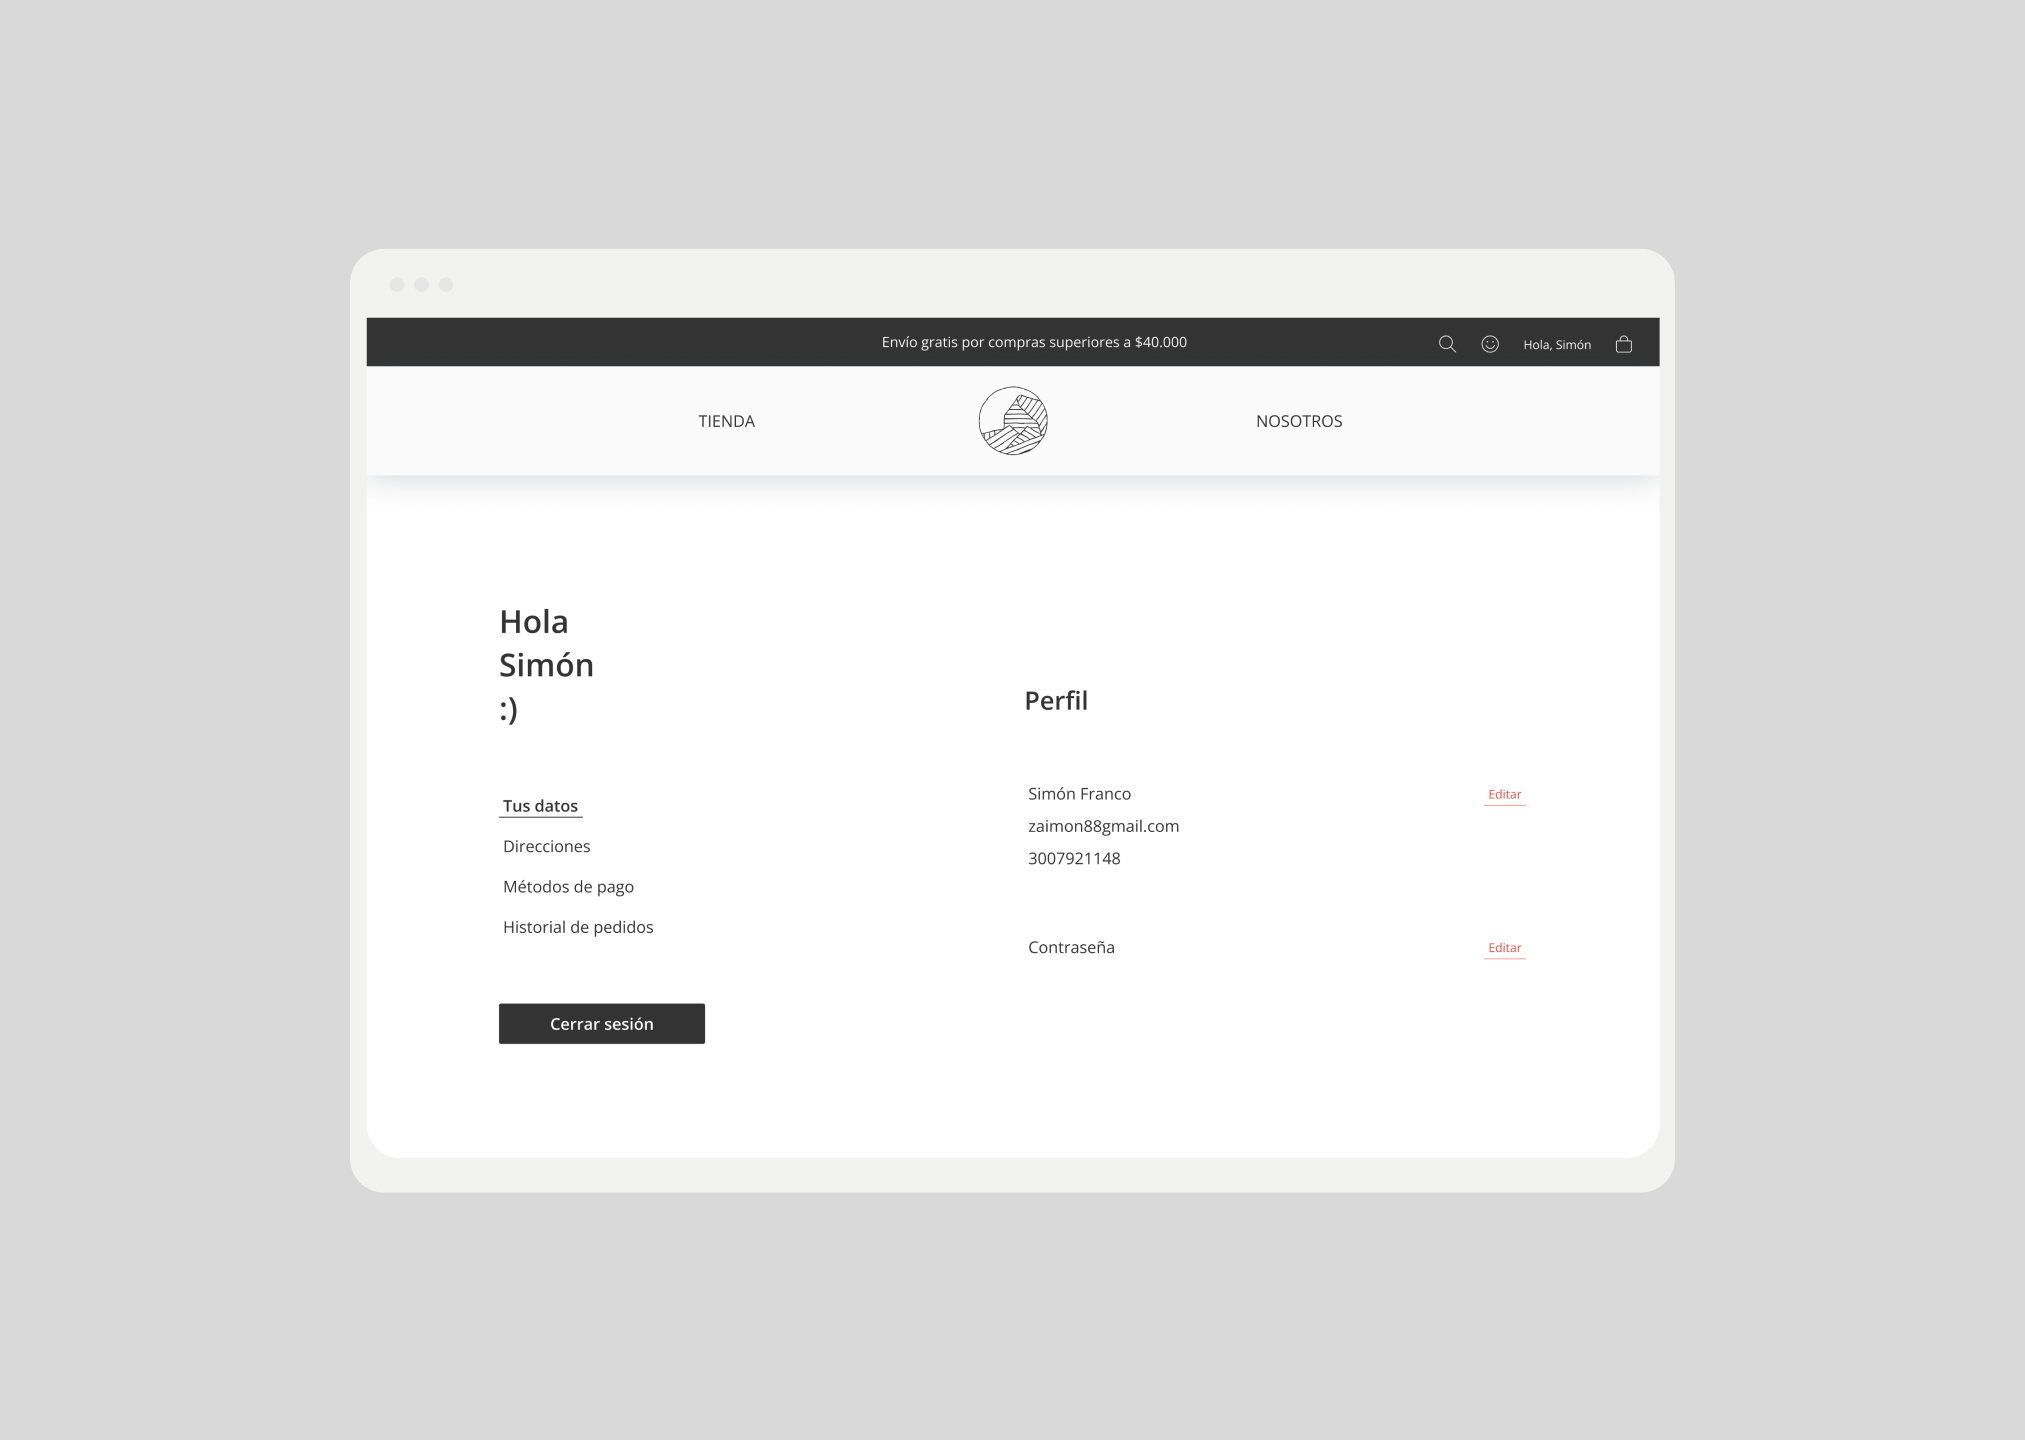 Envío gratis por compras superiores a $40.000
Hola, Simón
TIENDA
NOSOTROS
Hola
Simón
:)
Tus datos
Direcciones
Métodos de pago
Historial de pedidos
Cerrar sesión
Perfil
Simón Franco
Editar
zaimon88gmail.com
3007921148
Contraseña
Editar